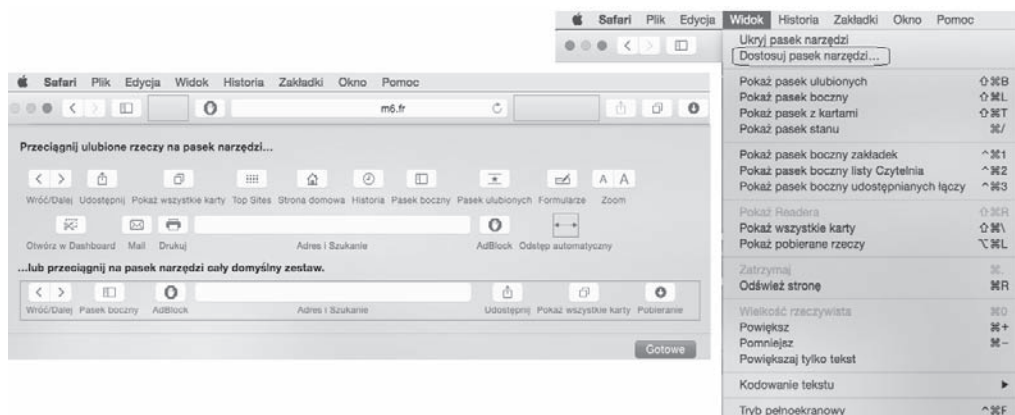 Safari Plik Edycja Widok Historia Zakładki Okno Pomoc
Ukryj pasek narzędzi
Dostosuj pasek narzędzi...
Pokaż pasek ulubionych ⇧⌘B
Pokaż pasek boczny ⇧⌘L
Pokaż pasek z kartami ⇧⌘T
Pokaż pasek stanu ⌘/
Pokaż pasek boczny zakładek ^⌘1
Pokaż pasek boczny listy Czytelnia ^⌘2
Pokaż pasek boczny udostępnianych łączy ^⌘3
Pokaż Readera ⇧⌘R
Pokaż wszystkie karty ⇧⌘\
Pokaż pobierane rzeczy ⌥⌘L
Zatrzymaj ⌘.
Odśwież stronę ⌘R
Wielkość rzeczywista ⌘0
Powiększ ⌘+
Pomniejsz ⌘−
Powiększaj tylko tekst
Kodowanie tekstu
Tryb pełnoekranowy ^⌘F
Safari Plik Edycja Widok Historia Zakładki Okno Pomoc
m6.fr
Przeciągnij ulubione rzeczy na pasek narzędzi...
A A
Wróć/Dalej Udostępnij Pokaż wszystkie karty Top Sites Strona domowa Historia Pasek boczny Pasek ulubionych Formularze Zoom
Otwórz w Dashboard Mail Drukuj Adres i Szukanie AdBlock Odstęp automatyczny
...lub przeciągnij na pasek narzędzi cały domyślny zestaw.
Wróć/Dalej Pasek boczny AdBlock Adres i Szukanie Udostępnij Pokaż wszystkie karty Pobieranie
Gotowe